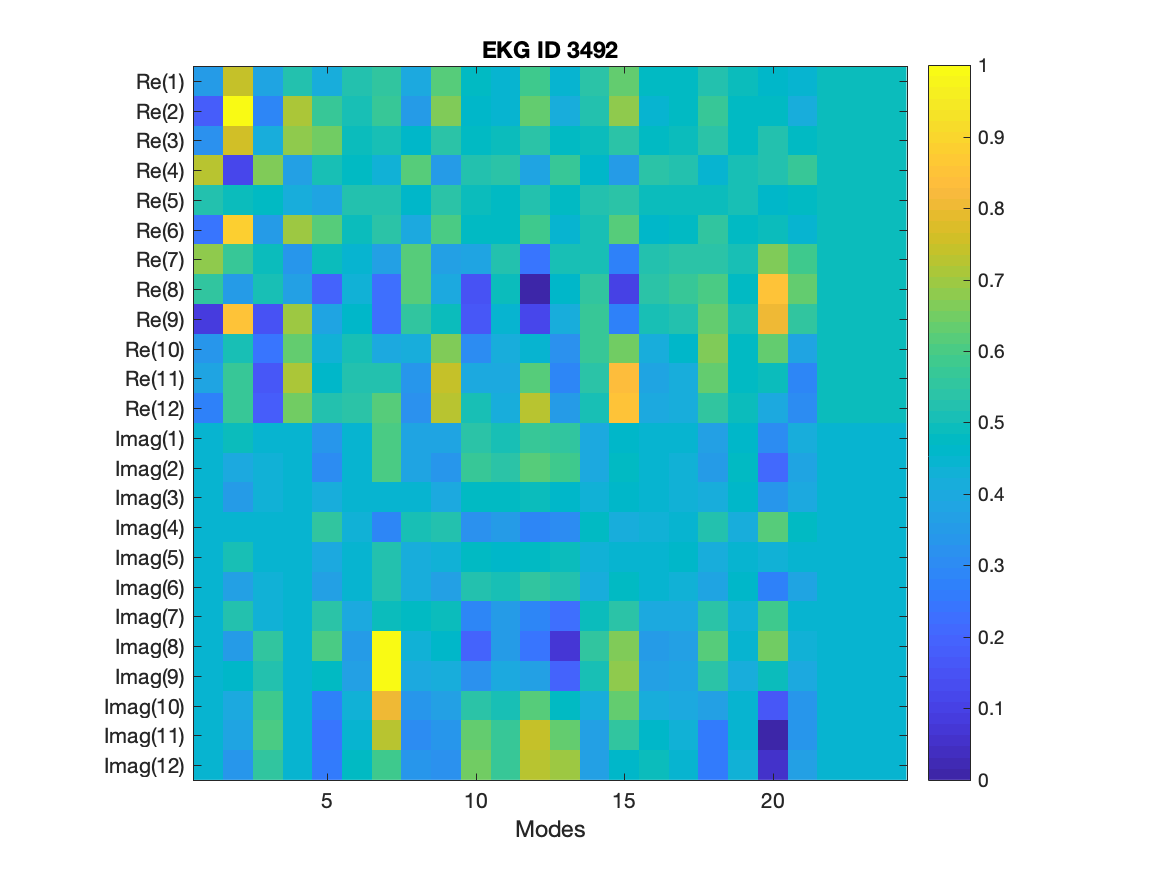 EKG ID 3492
Re(1)
Re(2)
Re(3)
Re(4)
Re(5)
Re(6)
Re(7)
Re(8)
Re(9)
Re(10)
Re(11)
Re(12)
Imag(1)
Imag(2)
Imag(3)
Imag(4)
Imag(5)
Imag(6)
Imag(7)
Imag(8)
Imag(9)
Imag(10)
Imag(11)
Imag(12)
5 10 15 20
Modes
1
0.9
0.8
0.7
0.6
0.5
0.4
0.3
0.2
0.1
0